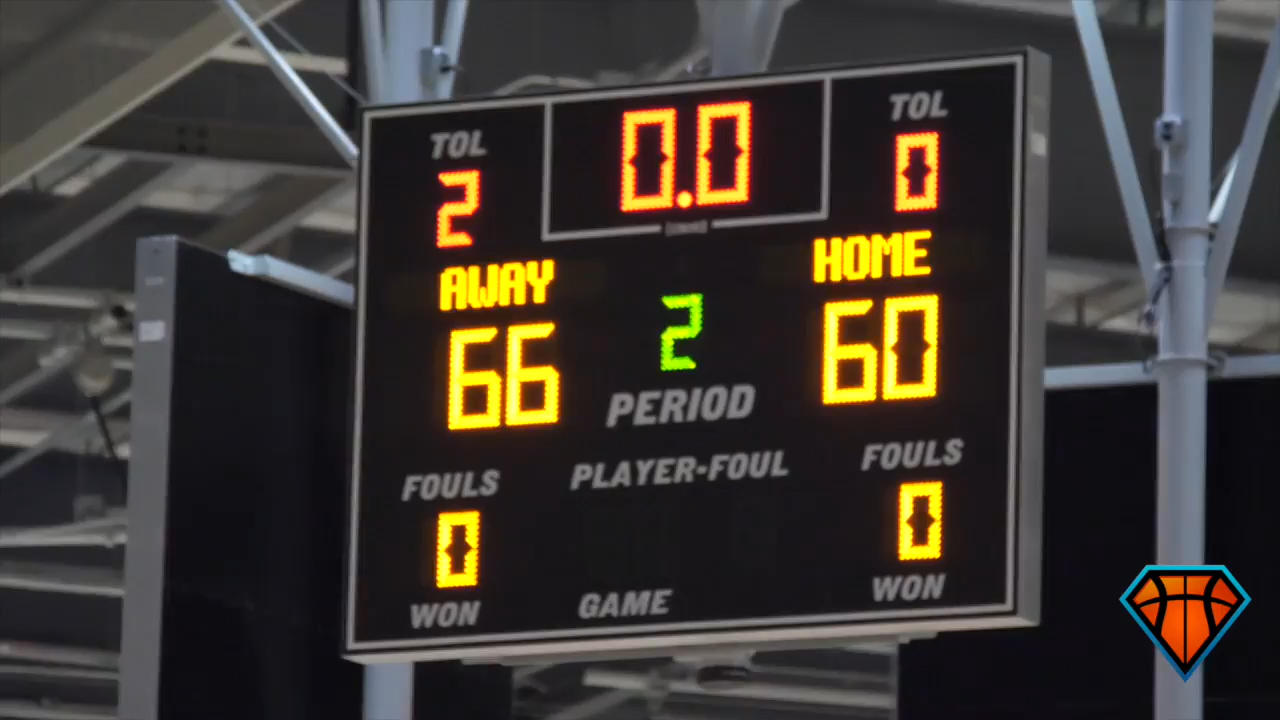 TOL
0.0
TOL
2
0
AWAY
HOME
66
2
60
PERIOD
FOULS
PLAYER-FOUL
FOULS
0
0
WON
GAME
WON